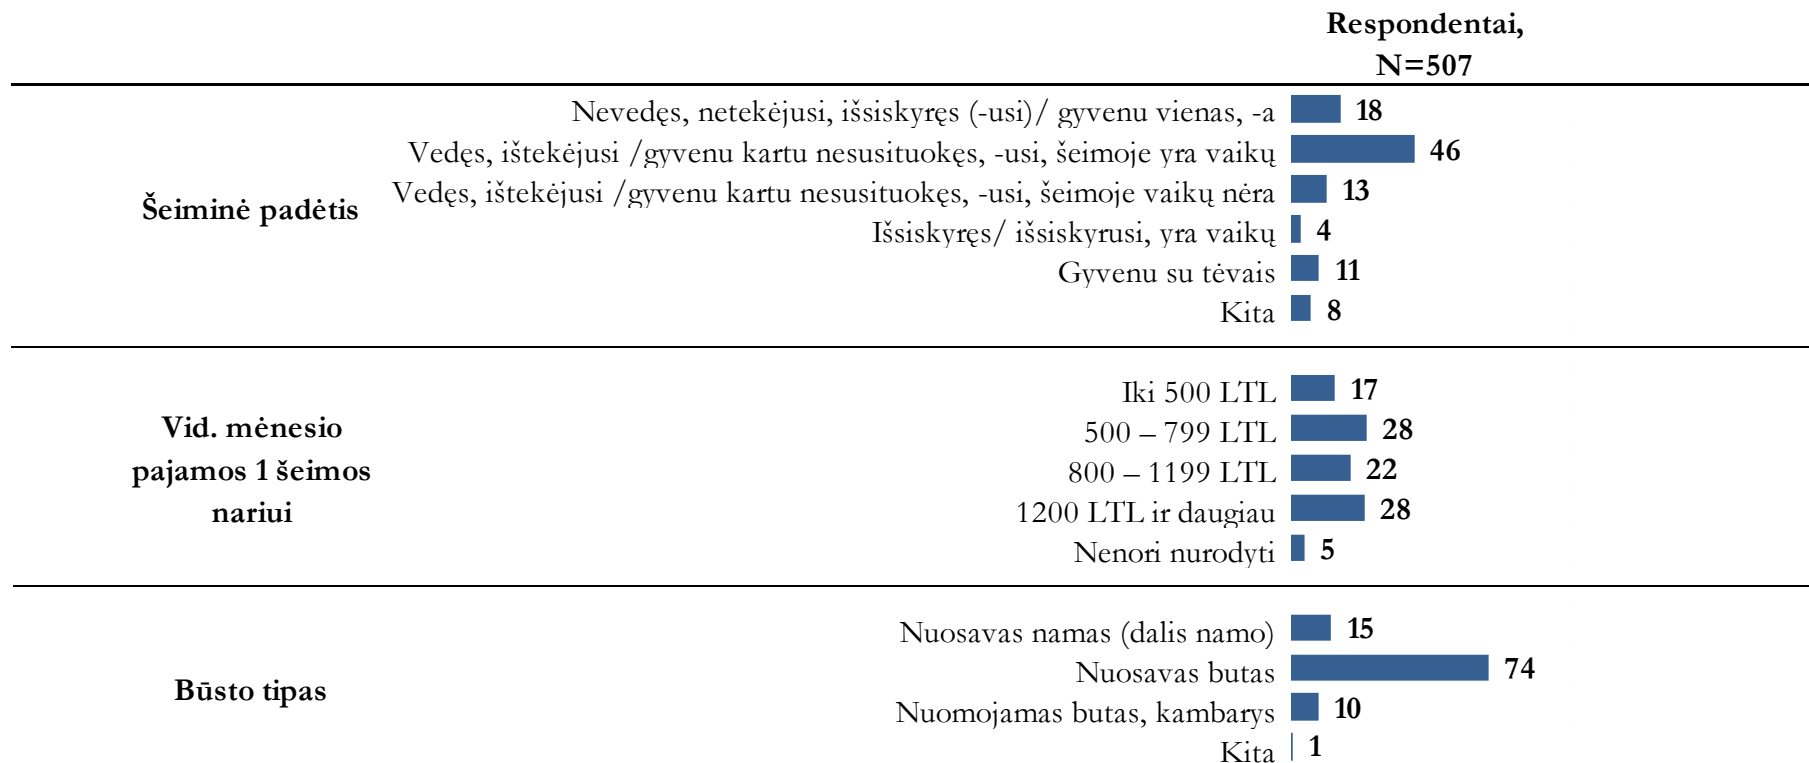 Respondentai,
N=507
Šeiminė padėtis
Nevedęs, netekėjusi, išsiskyręs (-usi)/ gyvenu vienas, -a 18
Vedęs, ištekėjusi /gyvenu kartu nesusituokęs, -usi, šeimoje yra vaikų 46
Vedęs, ištekėjusi /gyvenu kartu nesusituokęs, -usi, šeimoje vaikų nėra 13
Išsiskyręs/ išsiskyrusi, yra vaikų 4
Gyvenu su tėvais 11
Kita 8
Vid. mėnesio
pajamos 1 šeimos
nariui
Iki 500 LTL 17
500 – 799 LTL 28
800 – 1199 LTL 22
1200 LTL ir daugiau 28
Nenori nurodyti 5
Būsto tipas
Nuosavas namas (dalis namo) 15
Nuosavas butas 74
Nuomojamas butas, kambarys 10
Kita 1